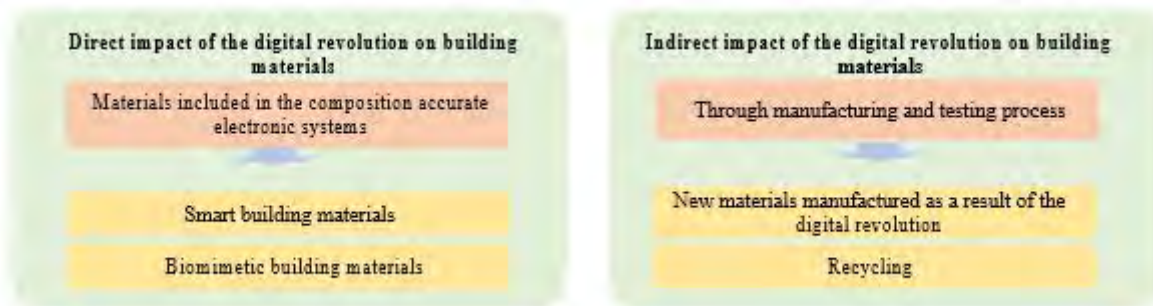 Direct impact of the digital revolution on building
materials
Materials included in the composition accurate
electronic systems
Smart building materials
Biomimetic building materials
Indirect impact of the digital revolution on building
materials
Through manufacturing and testing process
New materials manufactured as a result of the
digital revolution
Recycling